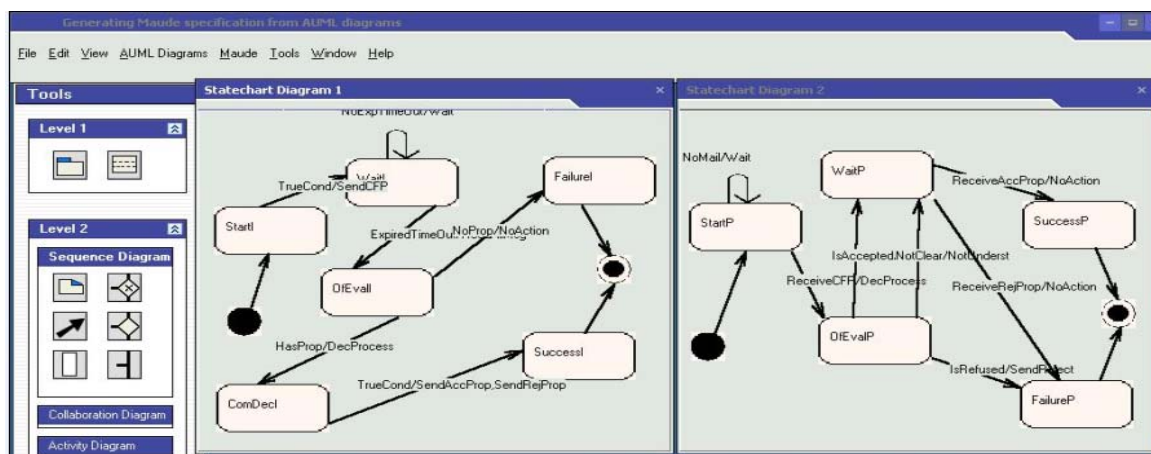 Generating Maude specification from AUML diagrams
File Edit View AUML Diagrams Maude Tools Window Help
Tools
Level 1
Level 2
Sequence Diagram
Collaboration Diagram
Activity Diagram
Statechart Diagram 1
NoExpTimeOut/Wait
WaitI
TrueCond/SendCFP
FailureI
StartI
ExpiredTimeOut
NoProp/NoAction
OfEvalI
HasProp/DecProcess
SuccessI
TrueCond/SendAccProp,SendRejProp
ComDecI
Statechart Diagram 2
NoMail/Wait
WaitP
ReceiveAccProp/NoAction
StartP
SuccessP
IsAccepted
NotClear/NotUnderst
ReceiveCFP/DecProcess
ReceiveRejProp/NoAction
OfEvalP
IsRefused/SendReject
FailureP